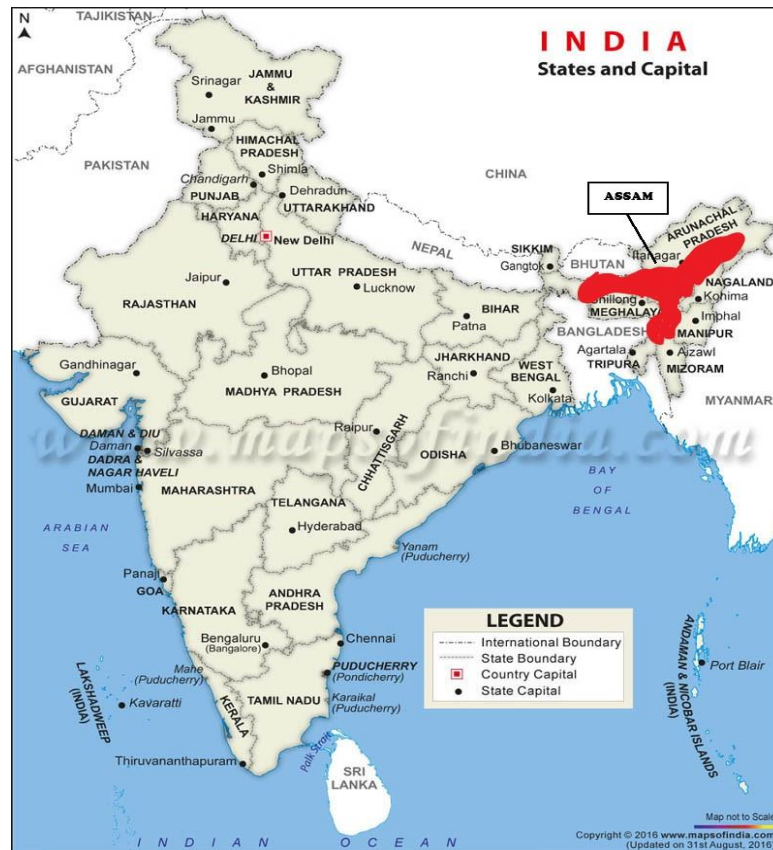 TAJIKISTAN
N
INDIA
States and Capital
AFGHANISTAN
JAMMU
&
KASHMIR
Srinagar
Jammu
HIMACHAL
PRADESH
Shimla
PAKISTAN
Chandigarh
PUNJAB
Dehradun
UTTARAKHAND
HARYANA
DELHI
New Delhi
CHINA
ASSAM
ARUNACHAL
PRADESH
Itanagar
NEPAL
SIKKIM
Gangtok
BHUTAN
NAGALAND
Kohima
Shillong
MEGHALAYA
Imphal
MANIPUR
BANGLADESH
Agartala
TRIPURA
Aizawl
MIZORAM
MYANMAR
Jaipur
RAJASTHAN
UTTAR PRADESH
Lucknow
BIHAR
Patna
JHARKHAND
Ranchi
WEST
BENGAL
Kolkata
Gandhinagar
GUJARAT
Bhopal
MADHYA PRADESH
Raipur
CHHATTISGARH
ODISHA
Bhubaneswar
www.mapsofindia.com
DAMAN & DIU
Daman
Silvassa
DADRA &
NAGAR HAVELI
Mumbai
MAHARASHTRA
TELANGANA
Hyderabad
BAY
OF
BENGAL
ARABIAN
SEA
Yanam
(Puducherry)
Panaji
GOA
KARNATAKA
ANDHRA
PRADESH
Bengaluru
(Bangalore)
Chennai
Mahe
(Puducherry)
PUDUCHERRY
(Pondicherry)
TAMIL NADU
Karaikal
(Puducherry)
KERALA
LAKSHADWEEP
(INDIA)
Kavaratti
Thiruvananthapuram
Palk Strait
SRI
LANKA
LEGEND
International Boundary
State Boundary
Country Capital
State Capital
ANDAMAN & NICOBAR ISLANDS
(INDIA)
Port Blair
INDIAN OCEAN
Map not to Scale
Copyright © 2016 www.mapsofindia.com
(Updated on 31st August, 2016)